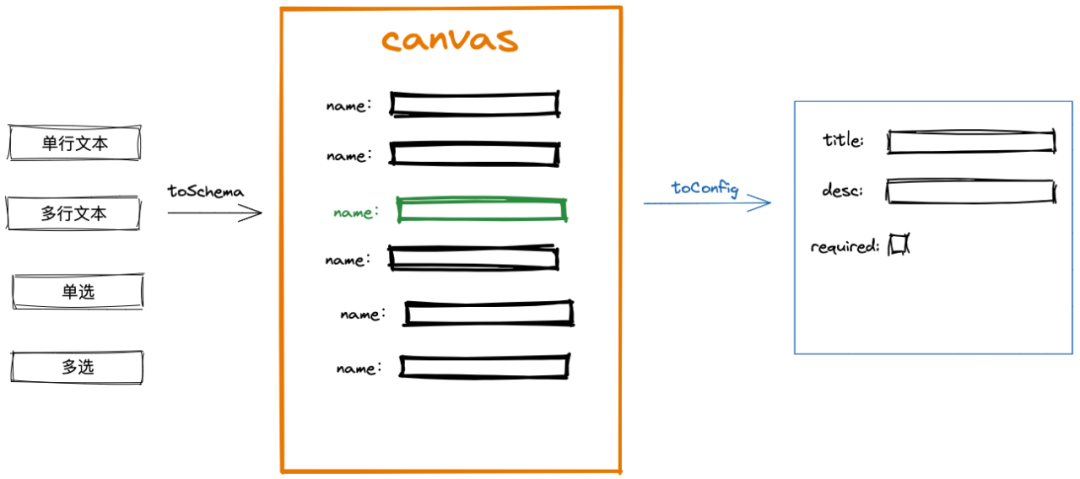 单行文本
多行文本
单选
多选
toSchema
canvas
name:
name:
name:
name:
name:
name:
toConfig
title:
desc:
required: